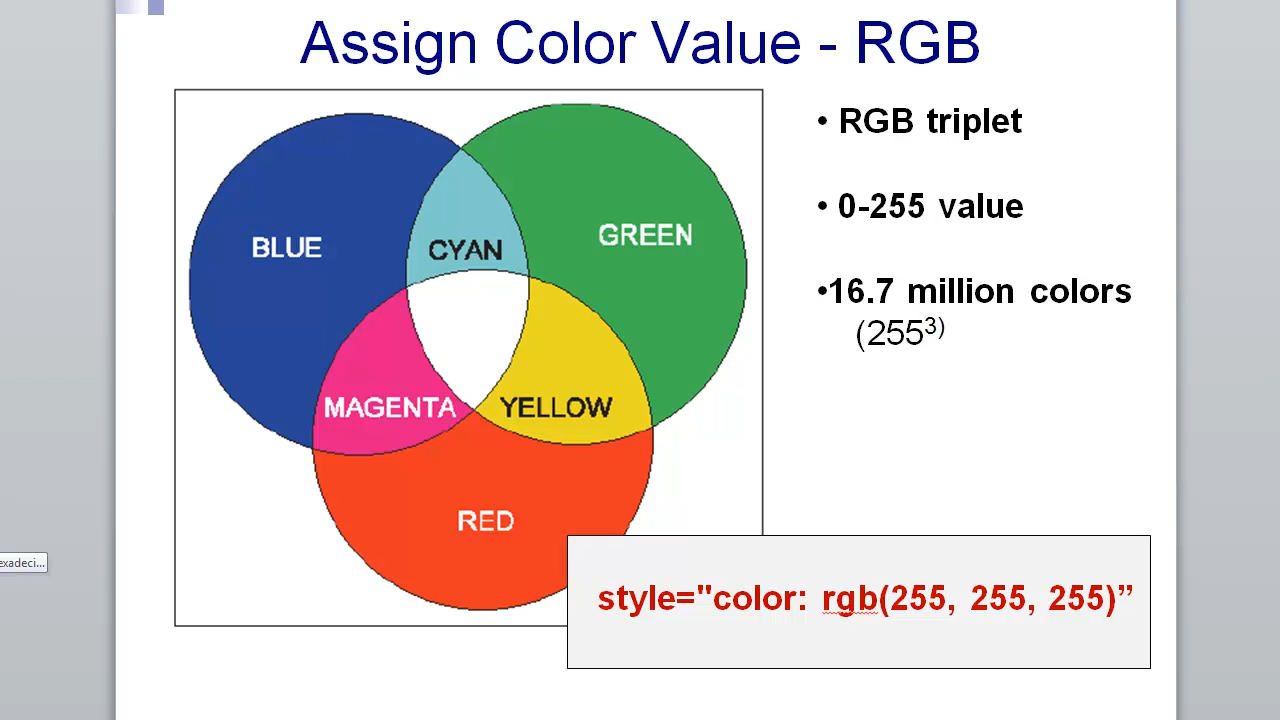 Assign Color Value - RGB
• RGB triplet
• 0-255 value
•16.7 million colors
(255³)
BLUE
CYAN
GREEN
MAGENTA
YELLOW
RED
style="color: rgb(255, 255, 255)”
exadeci...